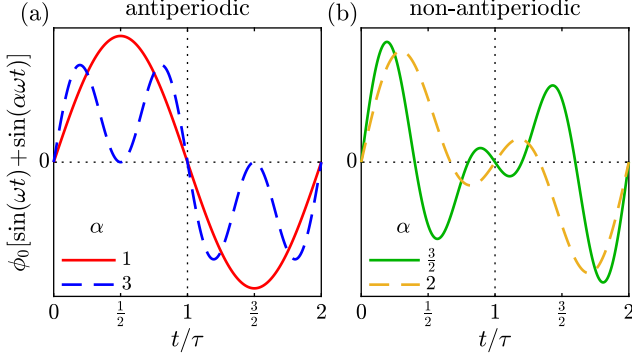 (a) antiperiodic
(b) non-antiperiodic
ϕ₀[sin(ωt)+sin(αωt)]
0
α
1
3
0 1/2 1 3/2 2
t/τ
0
α
3/2
2
0 1/2 1 3/2 2
t/τ